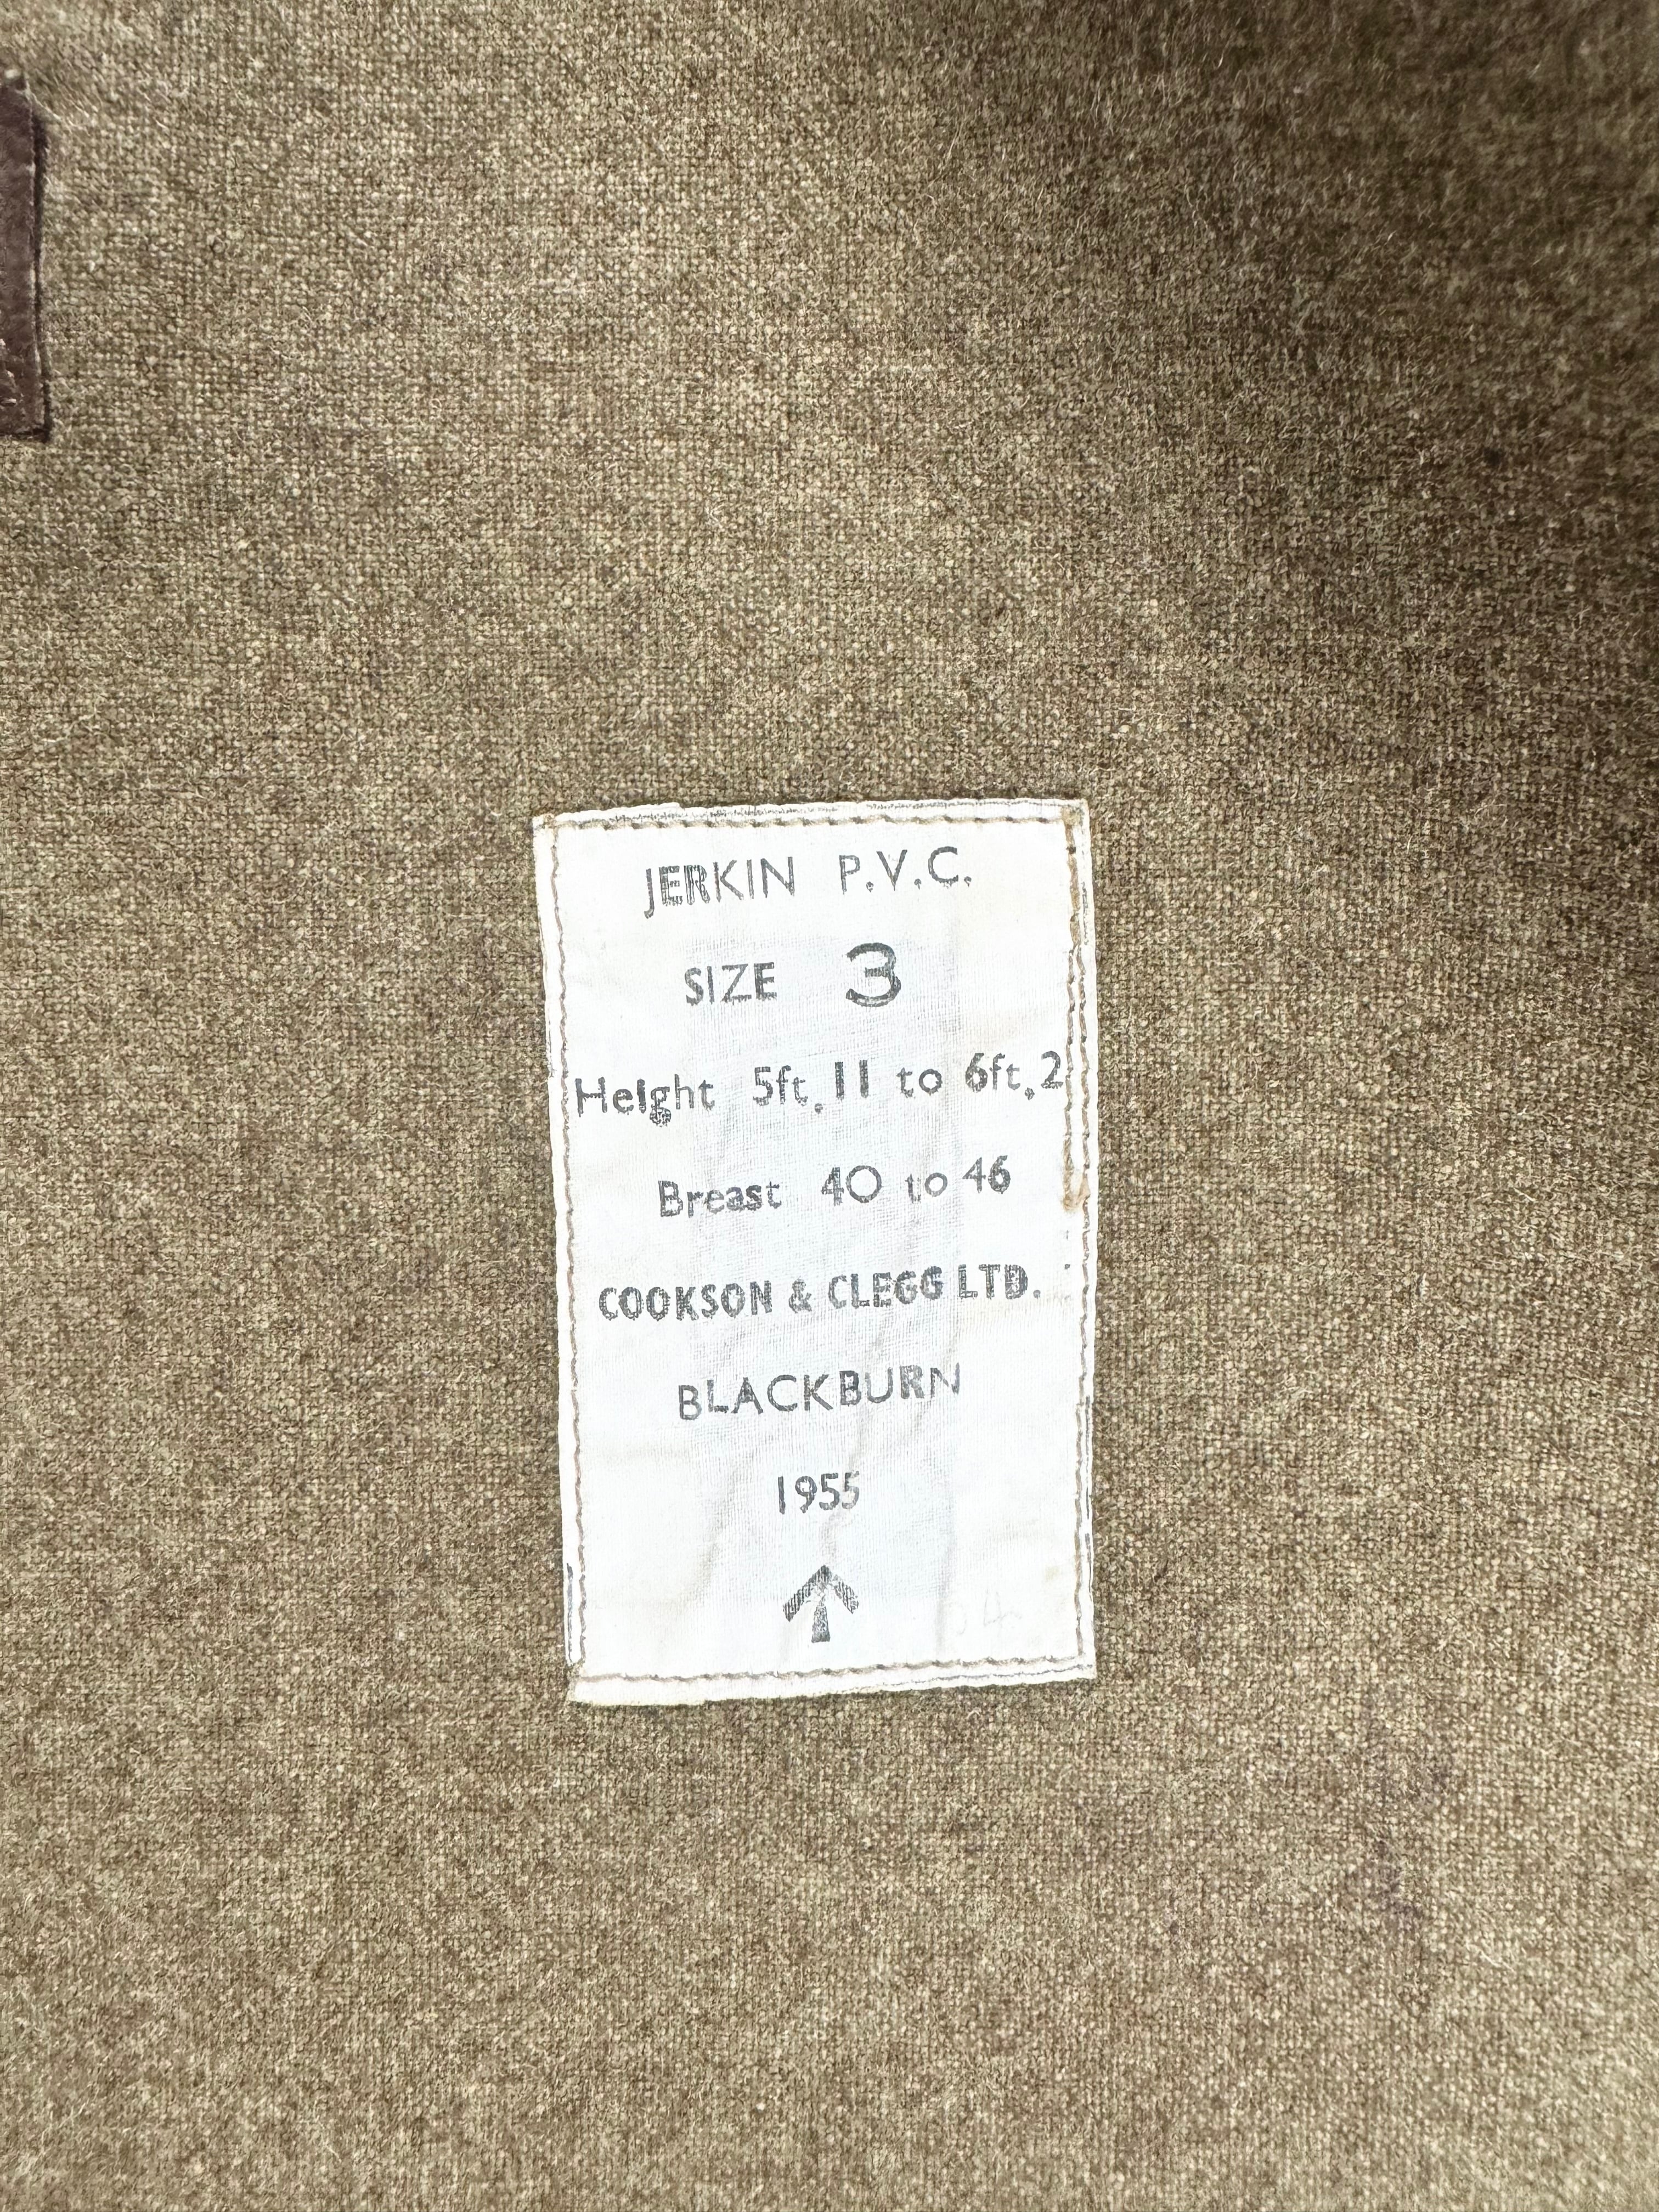 JERKIN P.V.C.
SIZE 3
Height 5ft. 11 to 6ft. 2
Breast 40 to 46
COOKSON & CLEGG LTD.
BLACKBURN
1955